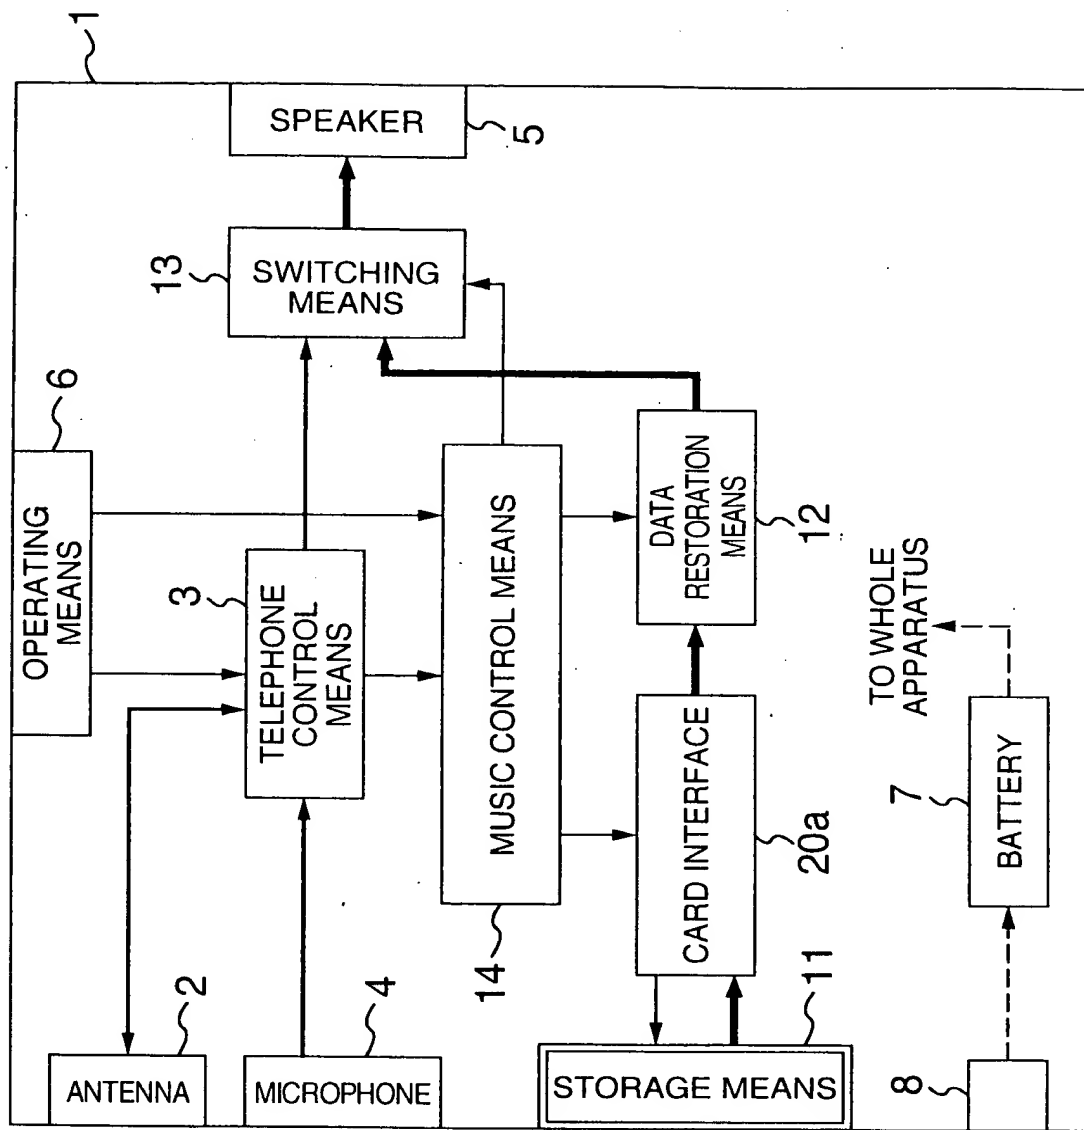 1
SPEAKER
5
13
SWITCHING
MEANS
6
OPERATING
MEANS
3
TELEPHONE
CONTROL
MEANS
MUSIC CONTROL MEANS
14
DATA
RESTORATION
MEANS
12
CARD INTERFACE
20a
2
ANTENNA
4
MICROPHONE
11
STORAGE MEANS
TO WHOLE
APPARATUS
7
BATTERY
8